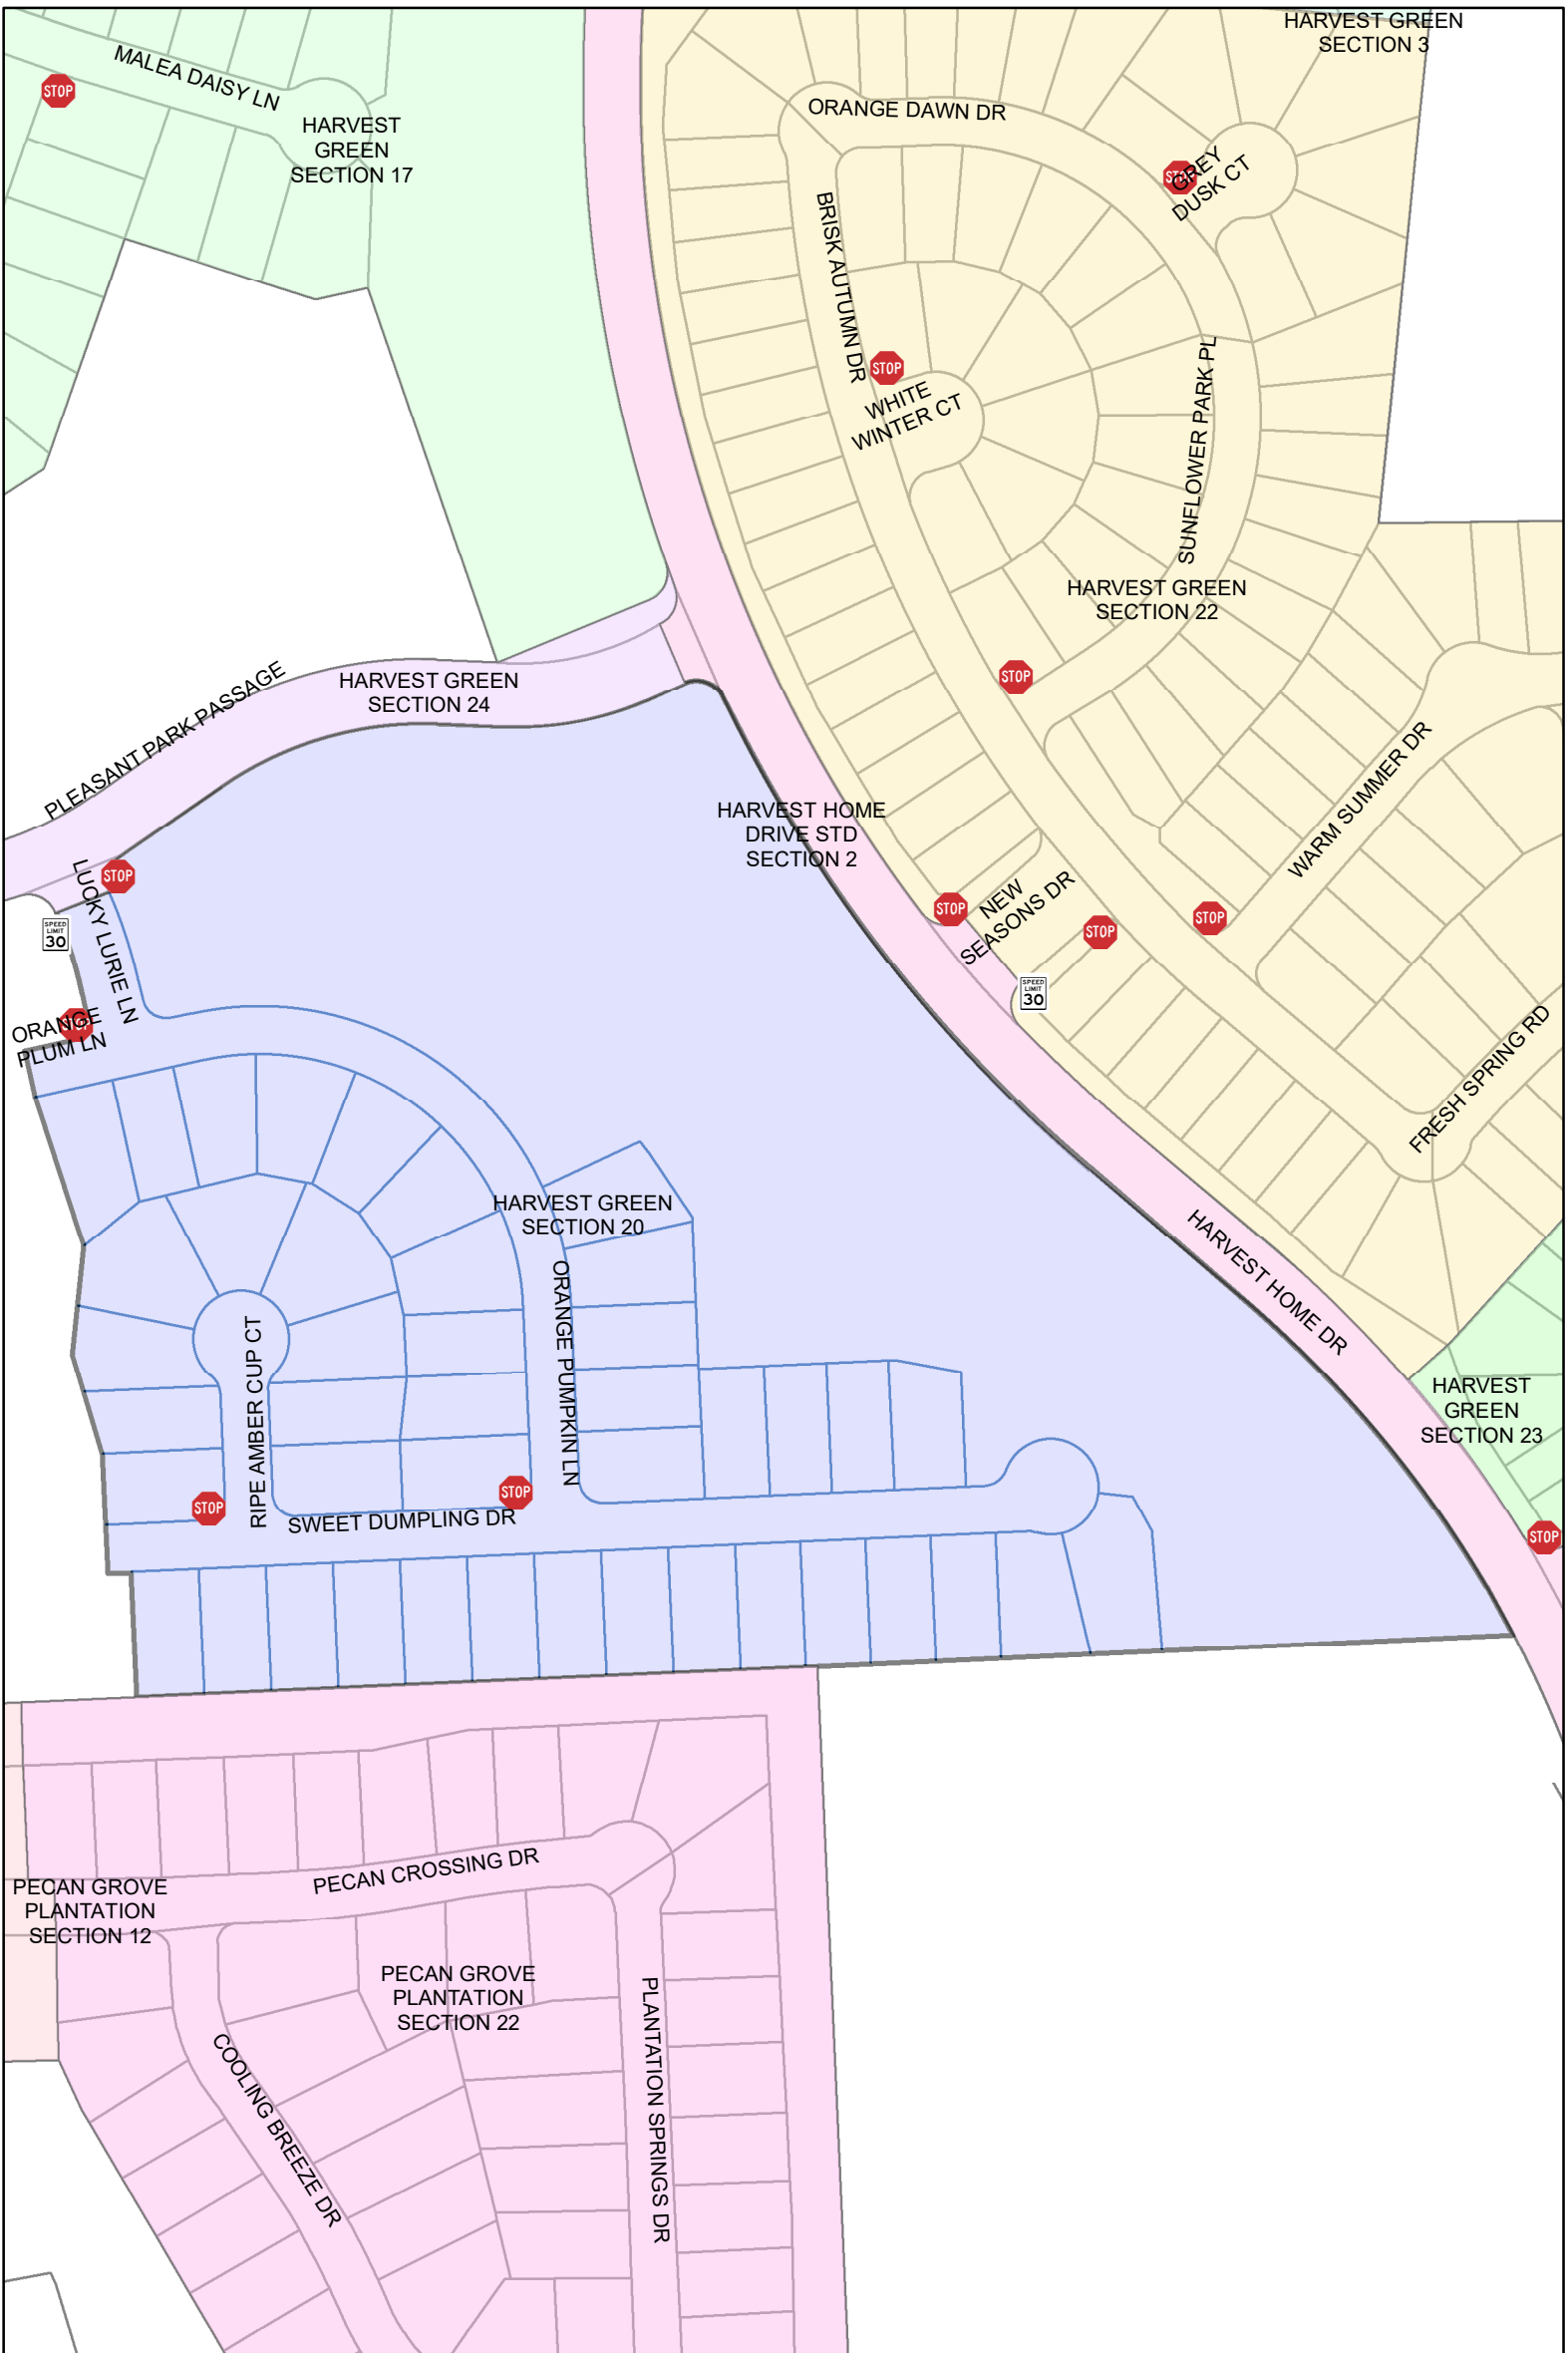 HARVEST GREEN
SECTION 3
MALEA DAISY LN
STOP
HARVEST
GREEN
SECTION 17
ORANGE DAWN DR
STOP
GREY
DUSK CT
BRISK AUTUMN DR
STOP
WHITE
WINTER CT
SUNFLOWER PARK PL
HARVEST GREEN
SECTION 22
STOP
PLEASANT PARK PASSAGE
HARVEST GREEN
SECTION 24
WARM SUMMER DR
HARVEST HOME
DRIVE STD
SECTION 2
STOP
LUCKY LURIE LN
SPEED
LIMIT
30
STOP
NEW
SEASONS DR
STOP
STOP
SPEED
LIMIT
30
STOP
ORANGE
PLUM LN
FRESH SPRING RD
HARVEST GREEN
SECTION 20
HARVEST HOME DR
ORANGE PUMPKIN LN
RIPE AMBER CUP CT
HARVEST
GREEN
SECTION 23
STOP
STOP
SWEET DUMPLING DR
STOP
PECAN CROSSING DR
PECAN GROVE
PLANTATION
SECTION 12
PECAN GROVE
PLANTATION
SECTION 22
PLANTATION SPRINGS DR
COOLING BREEZE DR